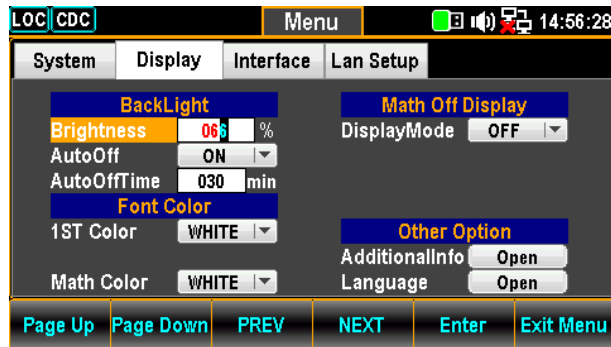 LOC CDC Menu 14:56:28
System Display Interface Lan Setup
BackLight
Brightness 066 %
AutoOff ON
AutoOffTime 030 min
Font Color
1ST Color WHITE
Math Color WHITE
Math Off Display
DisplayMode OFF
Other Option
AdditionalInfo Open
Language Open
Page Up Page Down PREV NEXT Enter Exit Menu